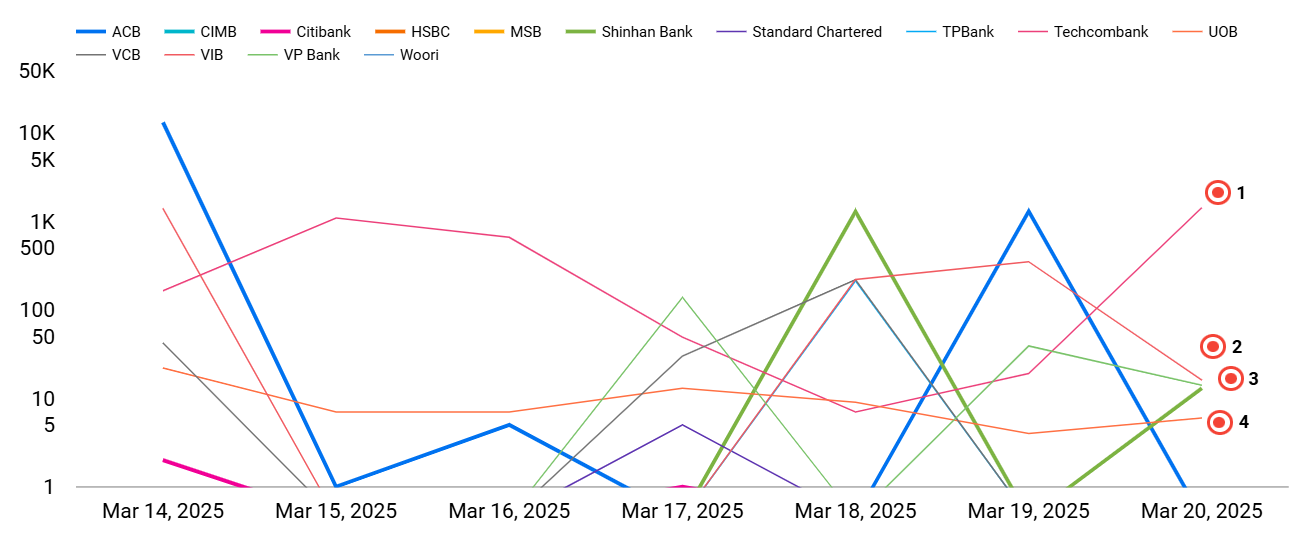 ACB CIMB Citibank HSBC MSB Shinhan Bank Standard Chartered TPBank Techcombank UOB
VCB VIB VP Bank Woori
50K
10K
5K
1K
500
100
50
10
5
1
1
2
3
4
Mar 14, 2025 Mar 15, 2025 Mar 16, 2025 Mar 17, 2025 Mar 18, 2025 Mar 19, 2025 Mar 20, 2025